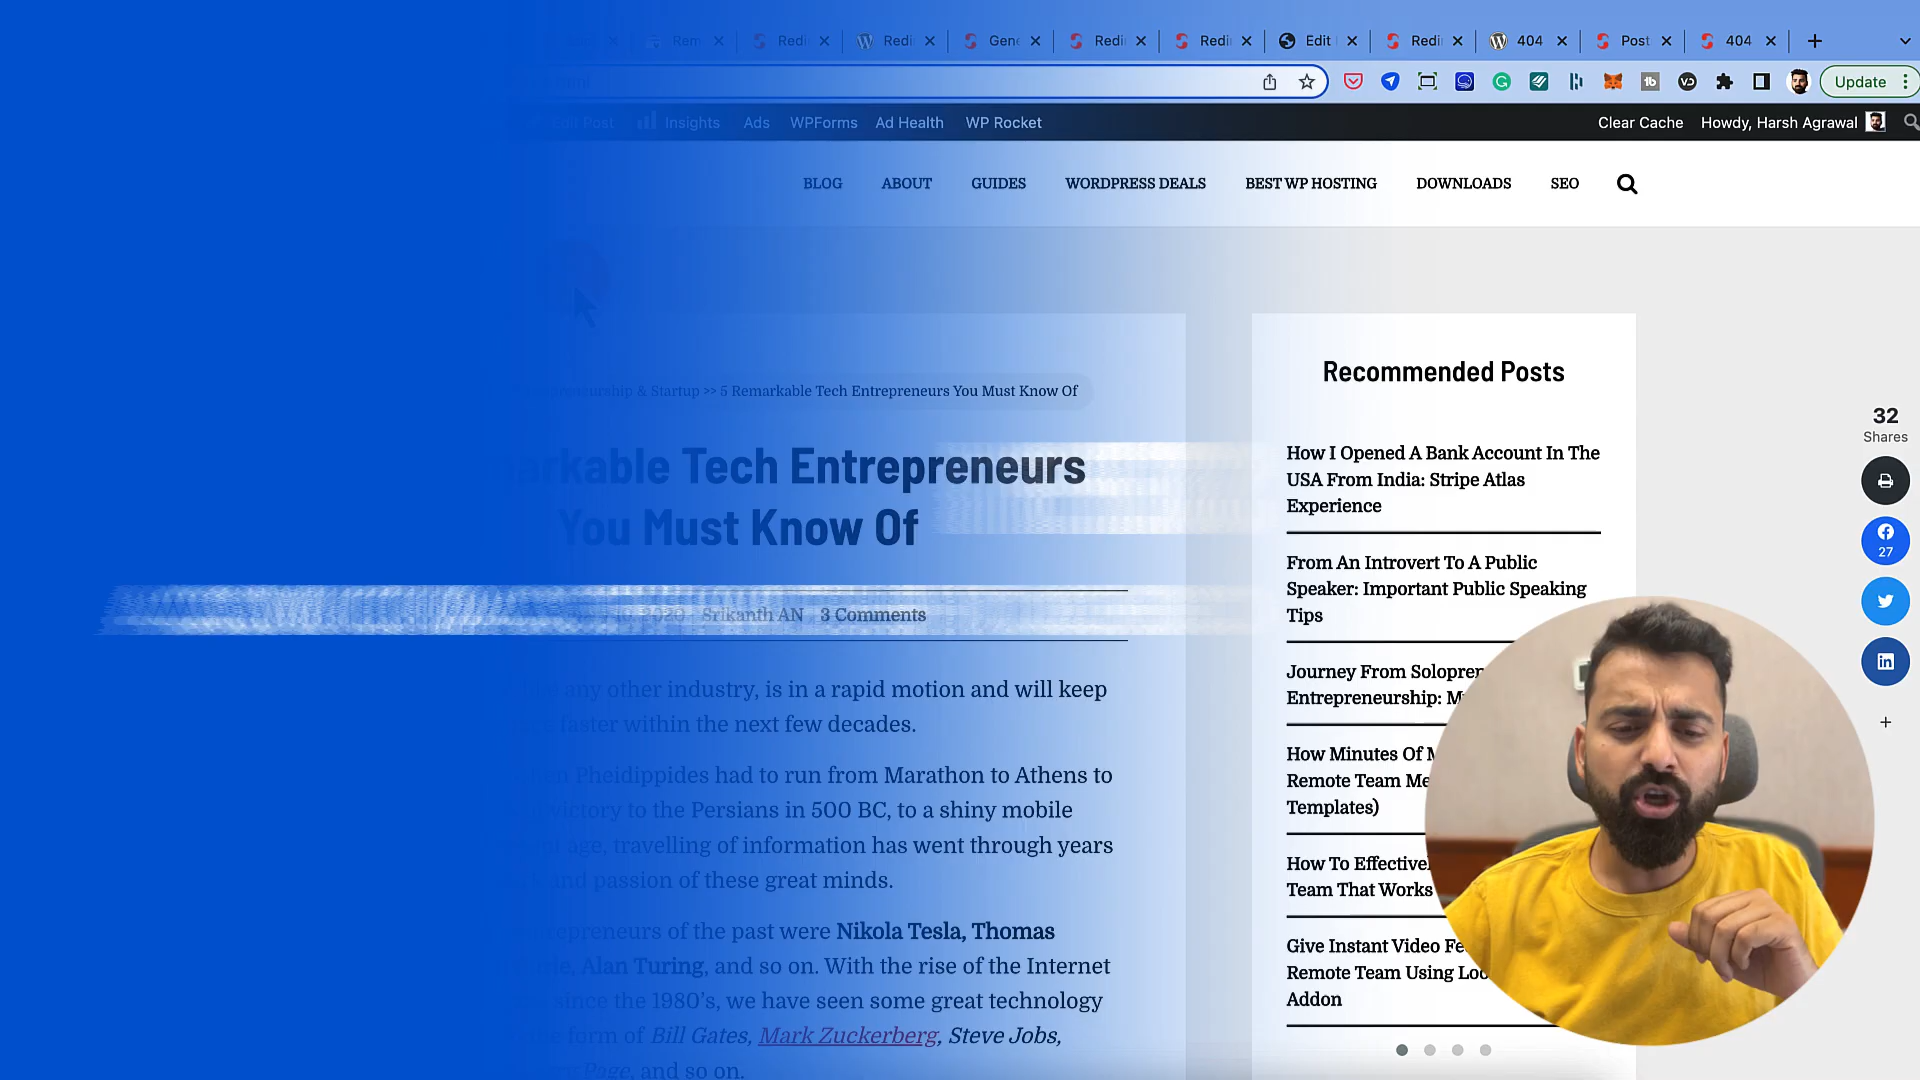 Rem Redi Redi Gene Redi Redi Edit Redi 404 Post 404
Update
Edit Post Insights Ads WPForms Ad Health WP Rocket Clear Cache Howdy, Harsh Agrawal
BLOG ABOUT GUIDES WORDPRESS DEALS BEST WP HOSTING DOWNLOADS SEO
& Startup >> 5 Remarkable Tech Entrepreneurs You Must Know Of
arkable Tech Entrepreneurs
You Must Know Of
2020 Srikanth AN 3 Comments
any other industry, is in a rapid motion and will keep
faster within the next few decades.
Pheidippides had to run from Marathon to Athens to
victory to the Persians in 500 BC, to a shiny mobile
age, travelling of information has went through years
and passion of these great minds.
epreneurs of the past were Nikola Tesla, Thomas
Alan Turing, and so on. With the rise of the Internet
since the 1980's, we have seen some great technology
form of Bill Gates, Mark Zuckerberg, Steve Jobs,
Page, and so on.
Recommended Posts
How I Opened A Bank Account In The
USA From India: Stripe Atlas
Experience
From An Introvert To A Public
Speaker: Important Public Speaking
Tips
Journey From Solopren
Entrepreneurship: M
How Minutes Of M
Remote Team Me
Templates)
How To Effective
Team That Works
Give Instant Video Fe
Remote Team Using Loo
Addon
32
Shares
27